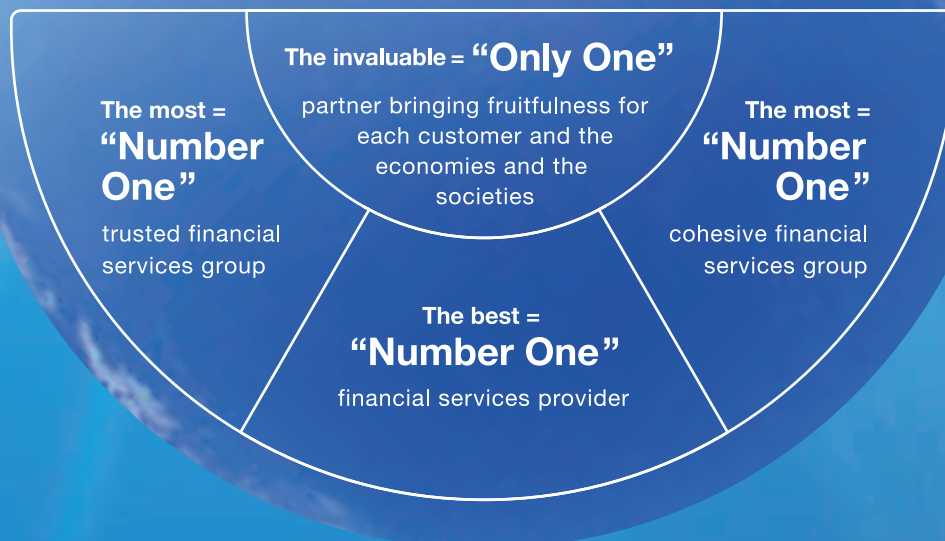 The invaluable = “Only One”
partner bringing fruitfulness for
each customer and the
economies and the
societies
The most =
“Number
One”
trusted financial
services group
The best =
“Number One”
financial services provider
The most =
“Number
One”
cohesive financial
services group